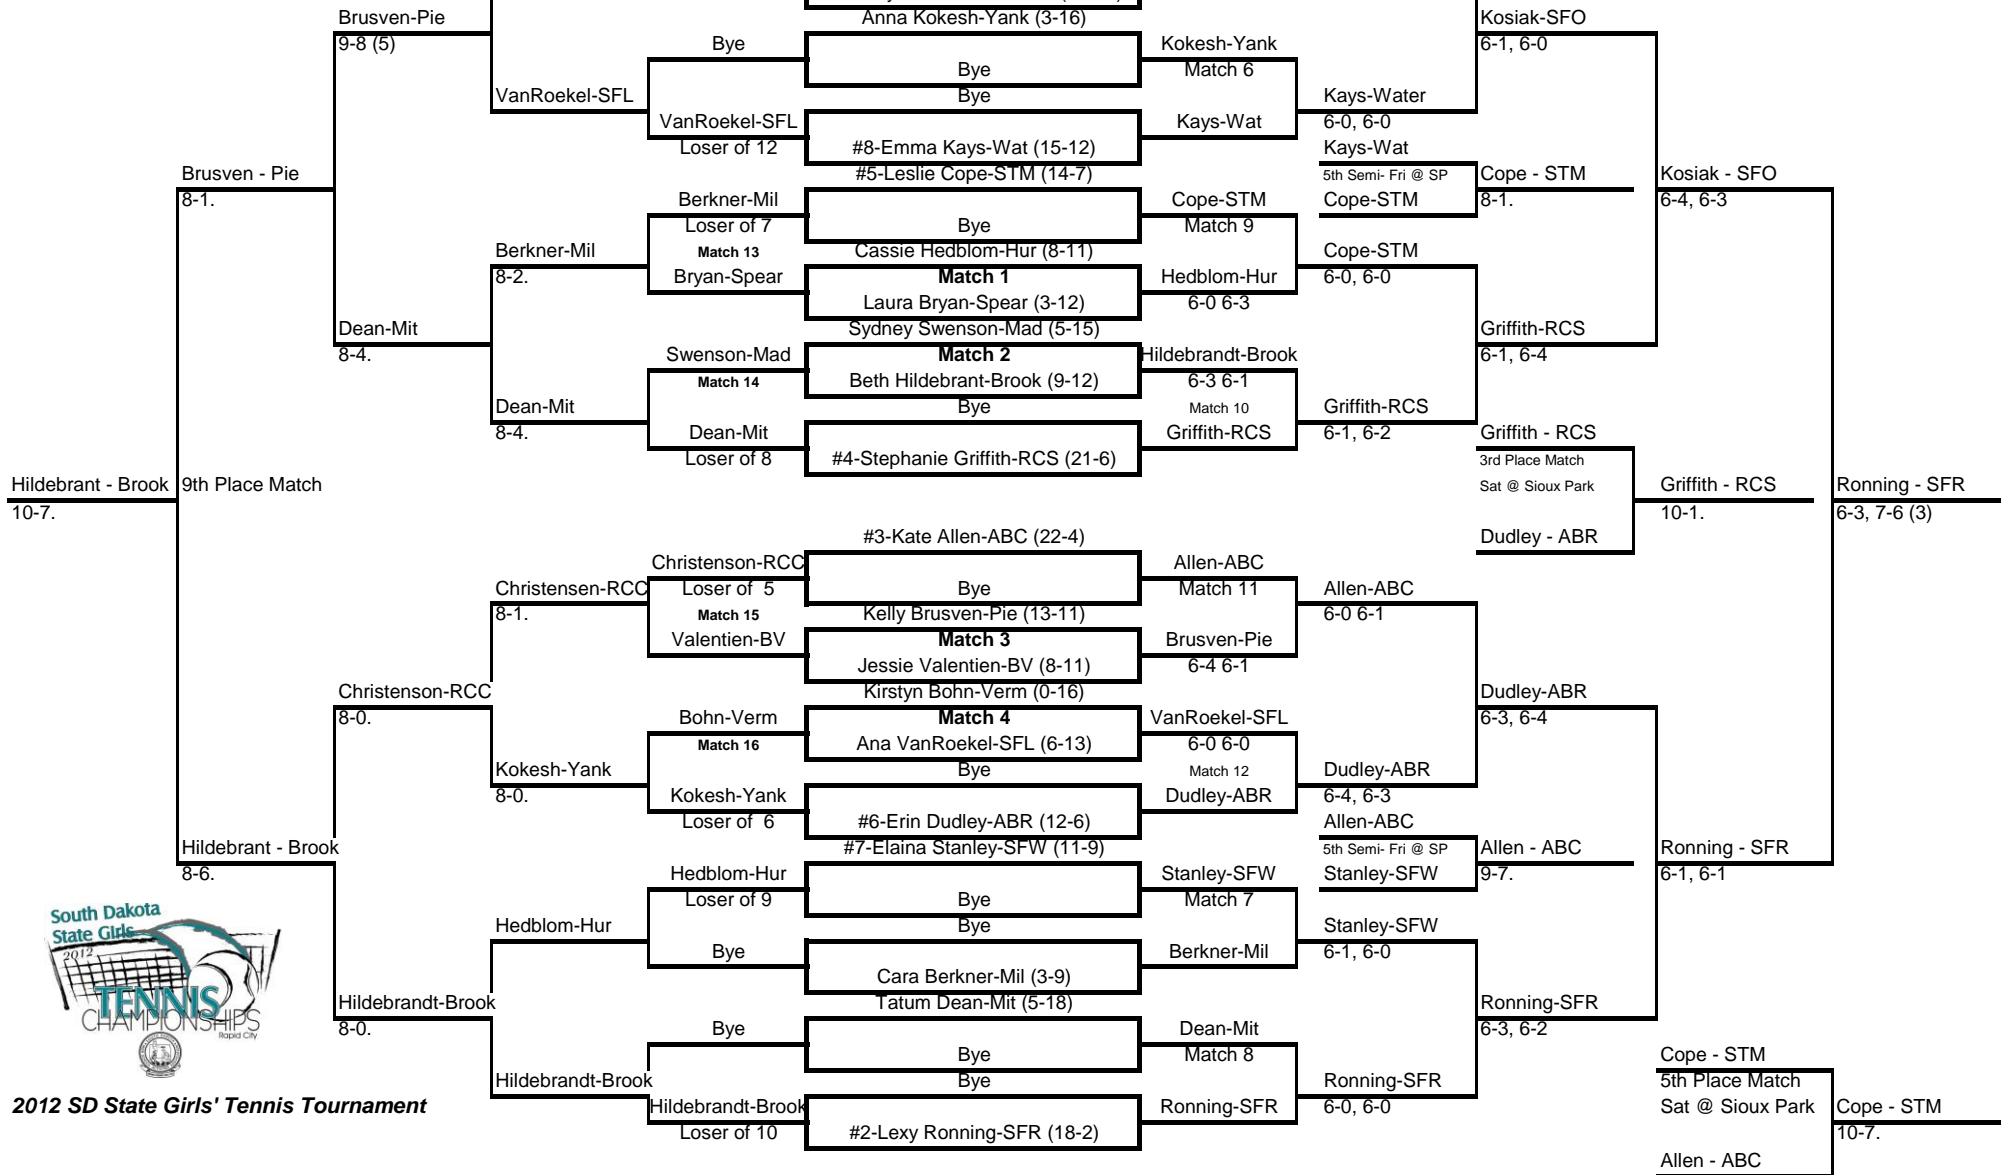 Brusven-Pie
9-8 (5)
VanRoekel-SFL
Brusven - Pie
8-1.
Dean-Mit
8-4.
Berkner-Mil
8-2.
Dean-Mit
8-4.
Hildebrant - Brook
10-7.
9th Place Match
Christensen-RCC
8-1.
Christenson-RCC
8-0.
Kokesh-Yank
8-0.
Hildebrant - Brook
8-6.
Hedblom-Hur
Hildebrandt-Brook
8-0.
Hildebrandt-Brook
Bye
VanRoekel-SFL
Loser of 12
Berkner-Mil
Loser of 7
Match 13
Bryan-Spear
Swenson-Mad
Match 14
Dean-Mit
Loser of 8
Christenson-RCC
Loser of 5
Match 15
Valentien-BV
Bohn-Verm
Match 16
Kokesh-Yank
Loser of 6
Hedblom-Hur
Loser of 9
Bye
Bye
Hildebrandt-Brook
Loser of 10
Anna Kokesh-Yank (3-16)
Bye
Bye
#8-Emma Kays-Wat (15-12)
#5-Leslie Cope-STM (14-7)
Bye
Cassie Hedblom-Hur (8-11)
Match 1
Laura Bryan-Spear (3-12)
Sydney Swenson-Mad (5-15)
Match 2
Beth Hildebrant-Brook (9-12)
Bye
#4-Stephanie Griffith-RCS (21-6)
#3-Kate Allen-ABC (22-4)
Bye
Kelly Brusven-Pie (13-11)
Match 3
Jessie Valentien-BV (8-11)
Kirstyn Bohn-Verm (0-16)
Match 4
Ana VanRoekel-SFL (6-13)
Bye
#6-Erin Dudley-ABR (12-6)
#7-Elaina Stanley-SFW (11-9)
Bye
Bye
Cara Berkner-Mil (3-9)
Tatum Dean-Mit (5-18)
Bye
Bye
#2-Lexy Ronning-SFR (18-2)
Kokesh-Yank
Match 6
Kays-Wat
Cope-STM
Match 9
Hedblom-Hur
6-0 6-3
Hildebrandt-Brook
6-3 6-1
Match 10
Griffith-RCS
Allen-ABC
Match 11
Brusven-Pie
6-4 6-1
VanRoekel-SFL
6-0 6-0
Match 12
Dudley-ABR
Stanley-SFW
Match 7
Berkner-Mil
Dean-Mit
Match 8
Ronning-SFR
Kays-Water
6-0, 6-0
Kays-Wat
5th Semi- Fri @ SP
Cope-STM
Cope-STM
6-0, 6-0
Griffith-RCS
6-1, 6-2
Allen-ABC
6-0 6-1
Dudley-ABR
6-4, 6-3
Allen-ABC
5th Semi- Fri @ SP
Stanley-SFW
Stanley-SFW
6-1, 6-0
Ronning-SFR
6-0, 6-0
Kosiak-SFO
6-1, 6-0
Cope - STM
8-1.
Griffith-RCS
6-1, 6-4
Griffith - RCS
3rd Place Match
Sat @ Sioux Park
Dudley - ABR
Dudley-ABR
6-3, 6-4
Allen - ABC
9-7.
Ronning-SFR
6-3, 6-2
Kosiak - SFO
6-4, 6-3
Griffith - RCS
10-1.
Ronning - SFR
6-1, 6-1
Ronning - SFR
6-3, 7-6 (3)
Cope - STM
5th Place Match
Sat @ Sioux Park
Allen - ABC
Cope - STM
10-7.
South Dakota
State Girls
2012
TENNIS
CHAMPIONSHIPS
Rapid City
2012 SD State Girls' Tennis Tournament